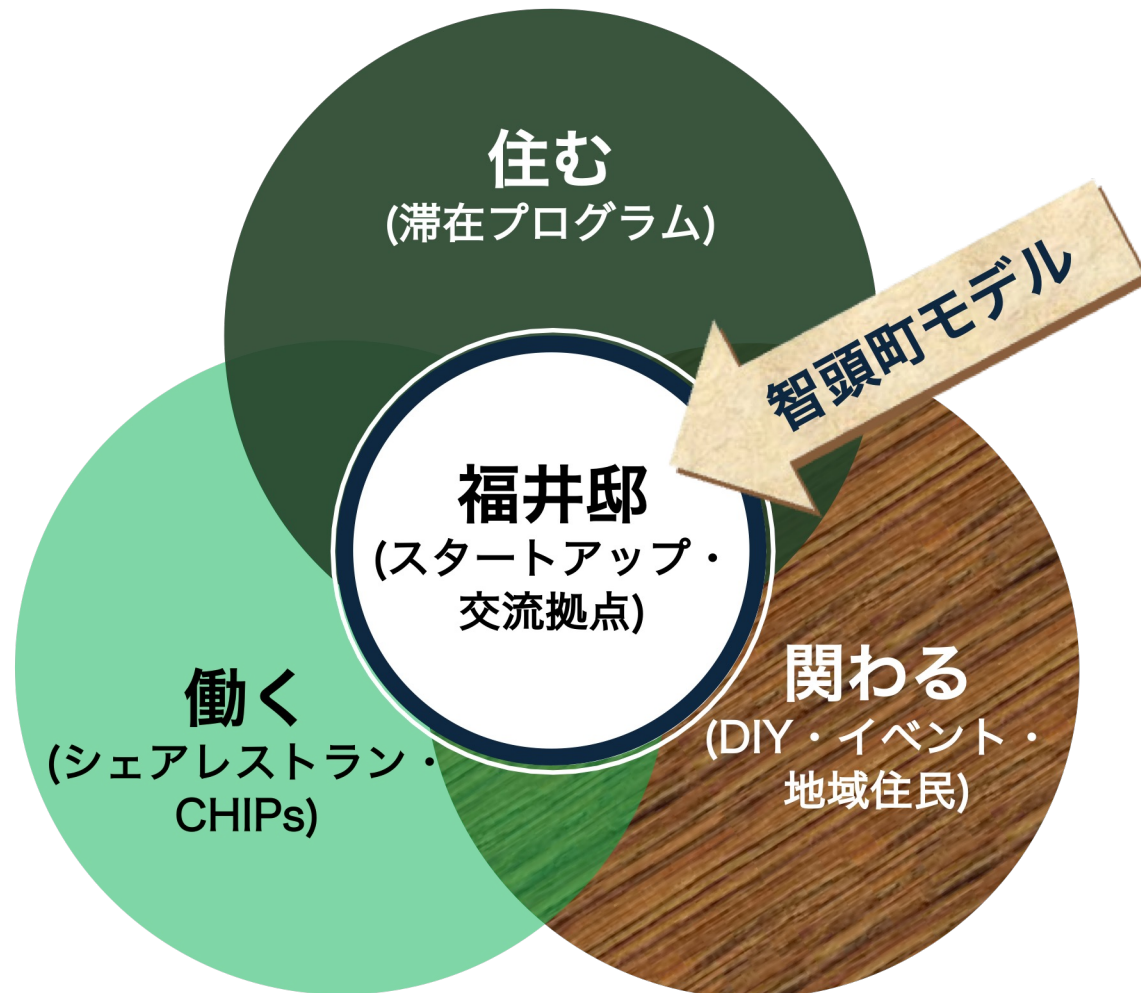 住む
(滞在プログラム)
智頭町モデル
福井邸
(スタートアップ・
交流拠点)
働く
(シェアレストラン・
CHIPs)
関わる
(DIY・イベント・
地域住民)